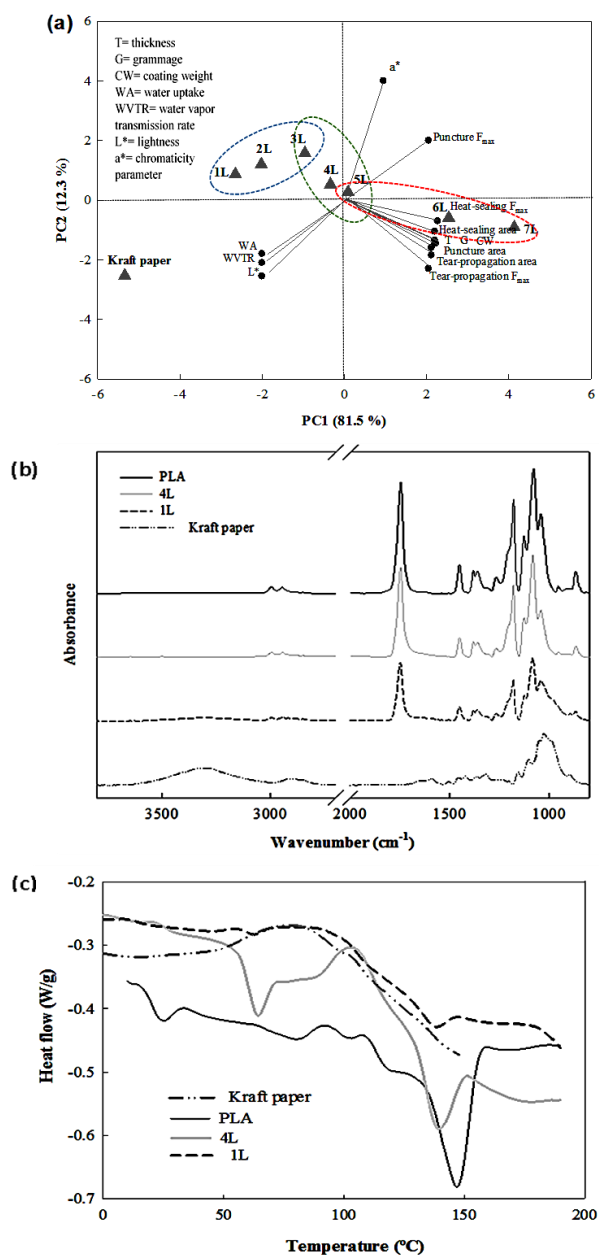 (a)
T= thickness
G= grammage
CW= coating weight
WA= water uptake
WVTR= water vapor
transmission rate
L*= lightness
a*= chromaticity
parameter
a*
Puncture Fmax
1L
2L
3L
4L
5L
6L
Heat-sealing Fmax
Heat-sealing area
7L
T G CW
Puncture area
Tear-propagation area
Tear-propagation Fmax
WA
WVTR
L*
Kraft paper
6
4
2
0
-2
-4
-6
PC2 (12.3 %)
-6 -4 -2 0 2 4 6
PC1 (81.5 %)
(b)
PLA
4L
1L
Kraft paper
Absorbance
3500 3000 2000 2000 1500 1000
Wavenumber (cm-1)
(c)
-0.2
-0.3
-0.4
-0.5
-0.6
-0.7
Heat flow (W/g)
Kraft paper
PLA
4L
1L
0 50 100 150 200
Temperature (ºC)